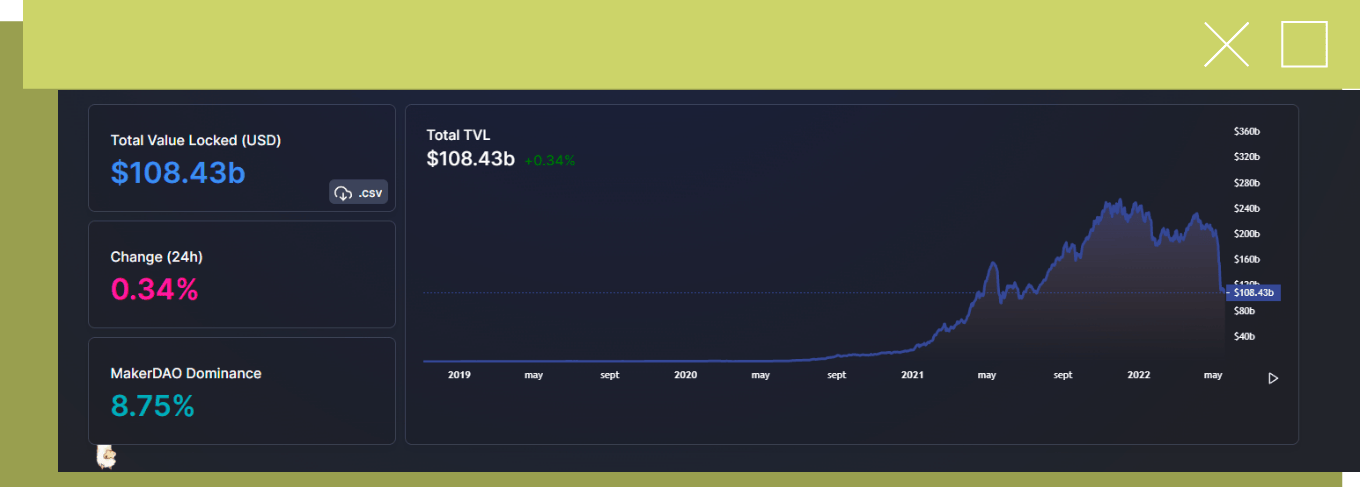 Total Value Locked (USD)
$108.43b
.csv
Change (24h)
0.34%
MakerDAO Dominance
8.75%
Total TVL
$108.43b +0.34%
$360b
$320b
$280b
$240b
$200b
$160b
$108.43b
$80b
$40b
2019 may sept 2020 may sept 2021 may sept 2022 may